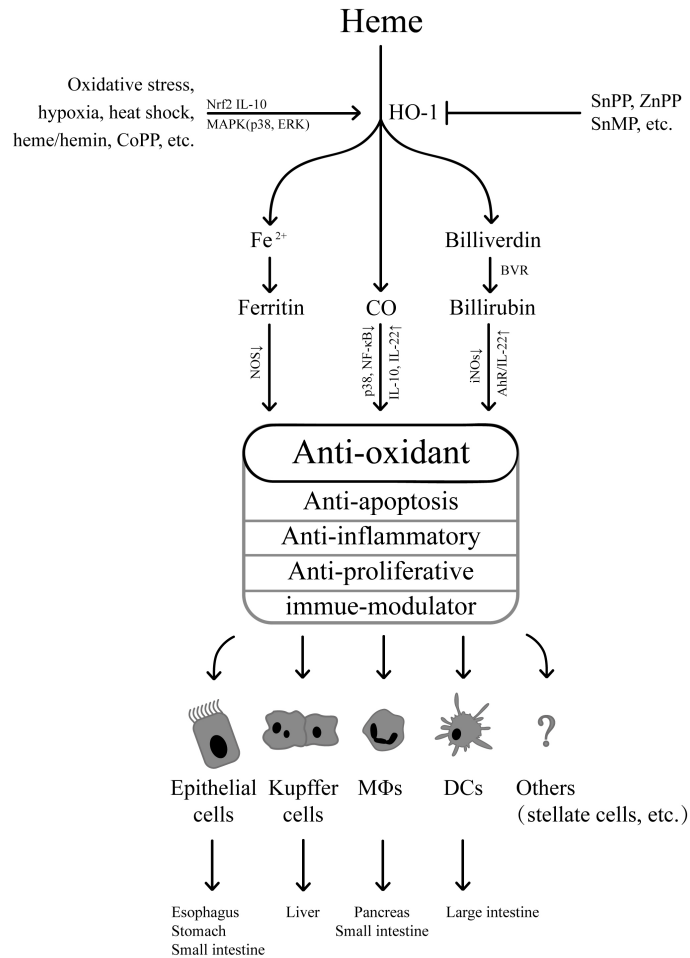 Heme
Oxidative stress,
hypoxia, heat shock,
heme/hemin, CoPP, etc.
Nrf2 IL-10
MAPK(p38, ERK)
HO-1
SnPP, ZnPP
SnMP, etc.
Fe 2+
Billiverdin
BVR
Ferritin
CO
Billirubin
NOS↓
p38, NF-κB↓
IL-10, IL-22↑
iNOs↓
AhR/IL-22↑
Anti-oxidant
Anti-apoptosis
Anti-inflammatory
Anti-proliferative
immue-modulator
?
Epithelial
cells
Kupffer
cells
MΦs
DCs
Others
(stellate cells, etc.)
Esophagus
Stomach
Small intestine
Liver
Pancreas
Small intestine
Large intestine